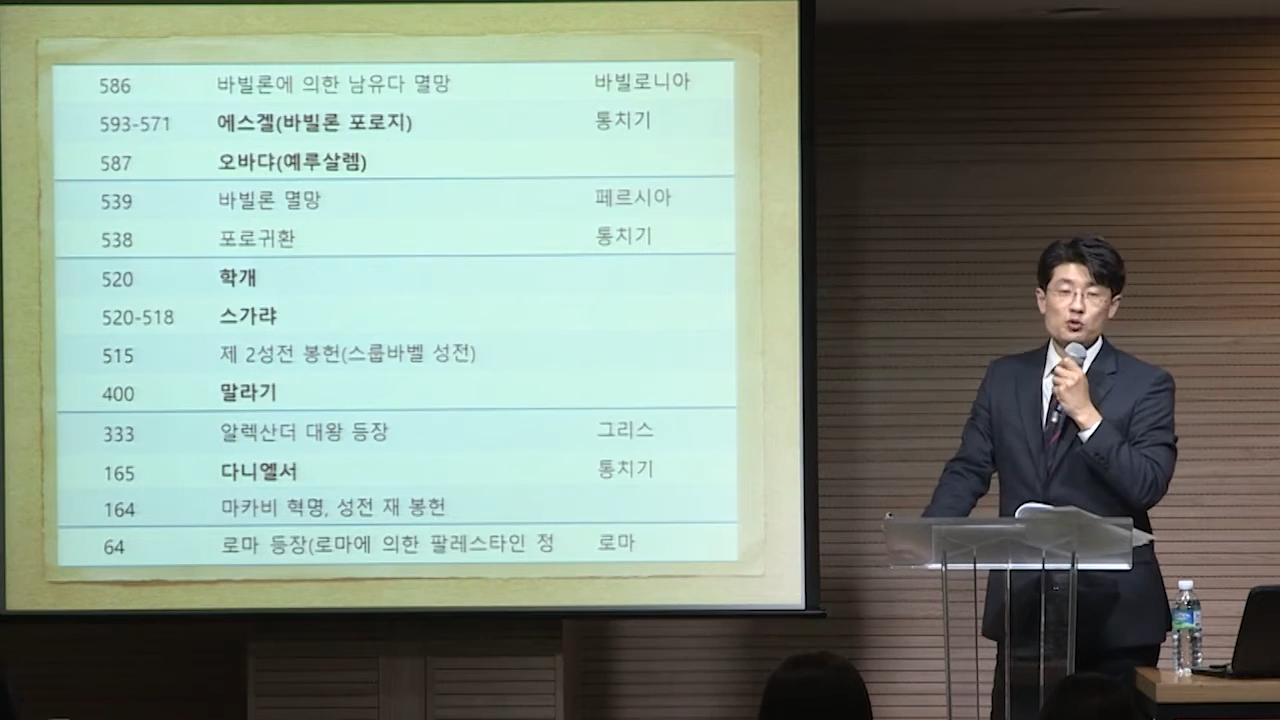 586 바빌론에 의한 남유다 멸망 바빌로니아
593-571 에스겔(바빌론 포로지) 통치기
587 오바댜(예루살렘)
539 바빌론 멸망 페르시아
538 포로귀환 통치기
520 학개
520-518 스가랴
515 제 2성전 봉헌(스룹바벨 성전)
400 말라기
333 알렉산더 대왕 등장 그리스
165 다니엘서 통치기
164 마카비 혁명, 성전 재 봉헌
64 로마 등장(로마에 의한 팔레스타인 정 로마